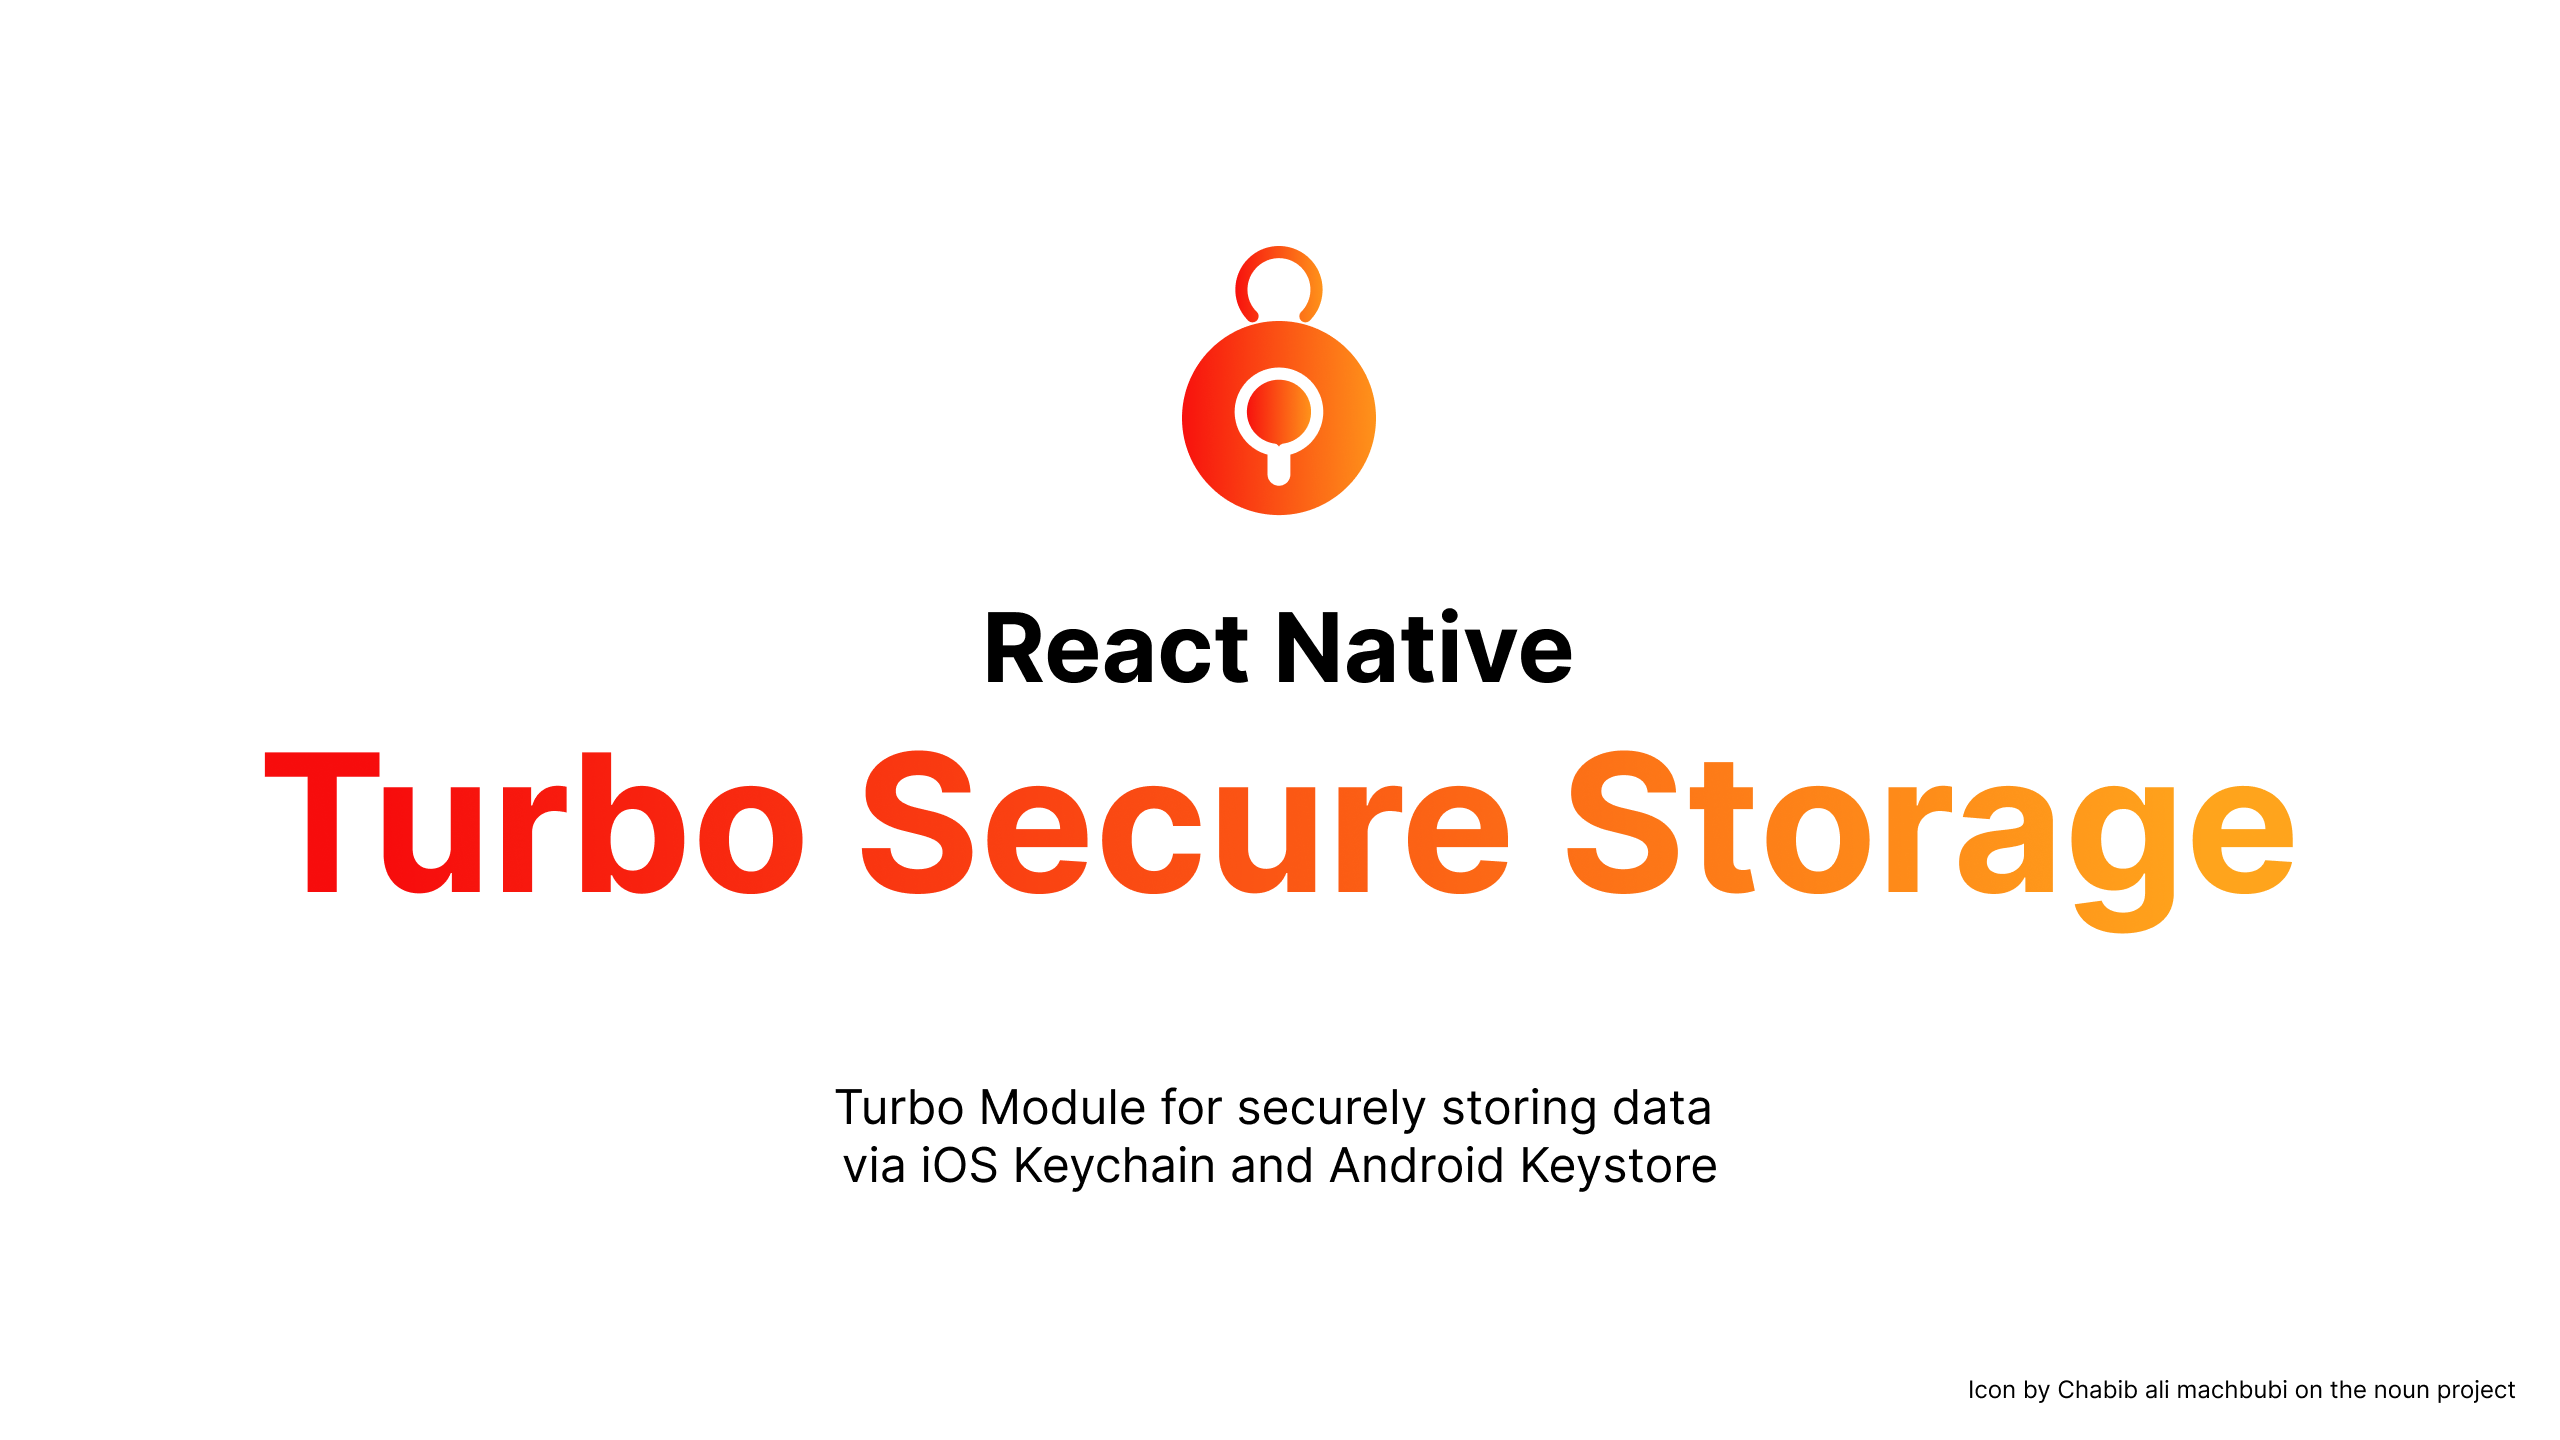 React Native
Turbo Secure Storage
Turbo Module for securely storing data
via iOS Keychain and Android Keystore
Icon by Chabib ali machbubi on the noun project